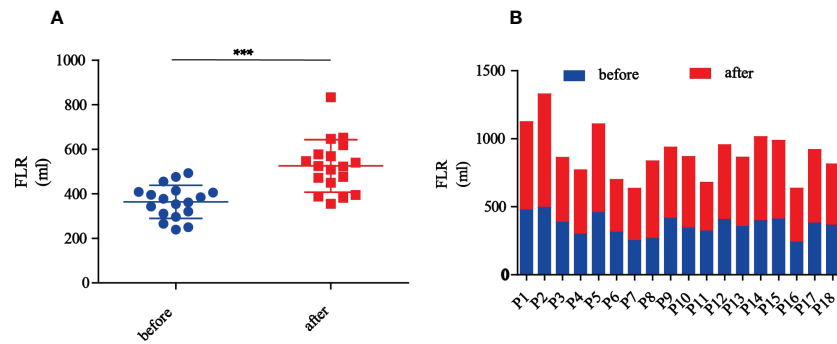 A
***
1000
800
600
400
200
0
FLR
(ml)
before
after
B
before
after
1500
1000
500
0
FLR
(ml)
P1
P2
P3
P4
P5
P6
P7
P8
P9
P10
P11
P12
P13
P14
P15
P16
P17
P18